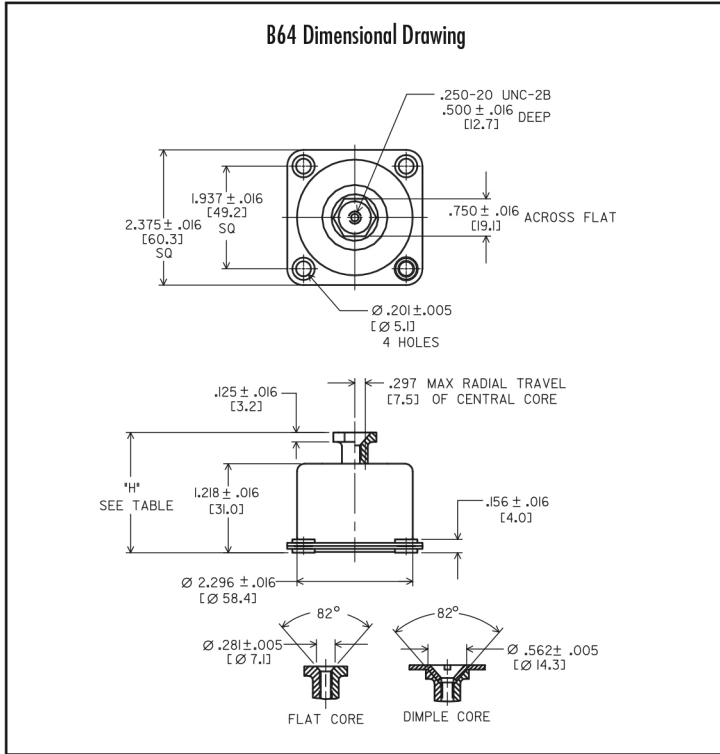 B64 Dimensional Drawing
.250-20 UNC-2B
.500 ± .016 DEEP
[12.7]
1.937 ± .016
[49.2]
SQ
2.375 ± .016
[60.3]
SQ
.750 ± .016 ACROSS FLAT
[19.1]
Ø .201 ±.005
[Ø 5.1]
4 HOLES
.125 ± .016
[3.2]
.297 MAX RADIAL TRAVEL
[7.5] OF CENTRAL CORE
"H"
SEE TABLE
1.218 ± .016
[31.0]
.156 ± .016
[4.0]
Ø 2.296 ±.016
[Ø 58.4]
82°
82°
Ø .281±.005
[Ø 7.1]
Ø .562± .005
[Ø 14.3]
FLAT CORE
DIMPLE CORE